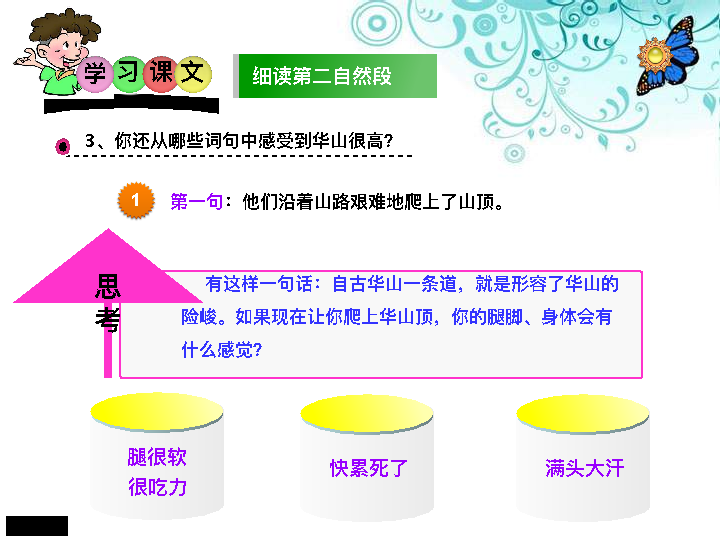 学习课文
细读第二自然段
3、你还从哪些词句中感受到华山很高?
1
第一句：他们沿着山路艰难地爬上了山顶。
思考
有这样一句话：自古华山一条道，就是形容了华山的
险峻。如果现在让你爬上华山顶，你的腿脚、身体会有
什么感觉?
腿很软
很吃力
快累死了
满头大汗